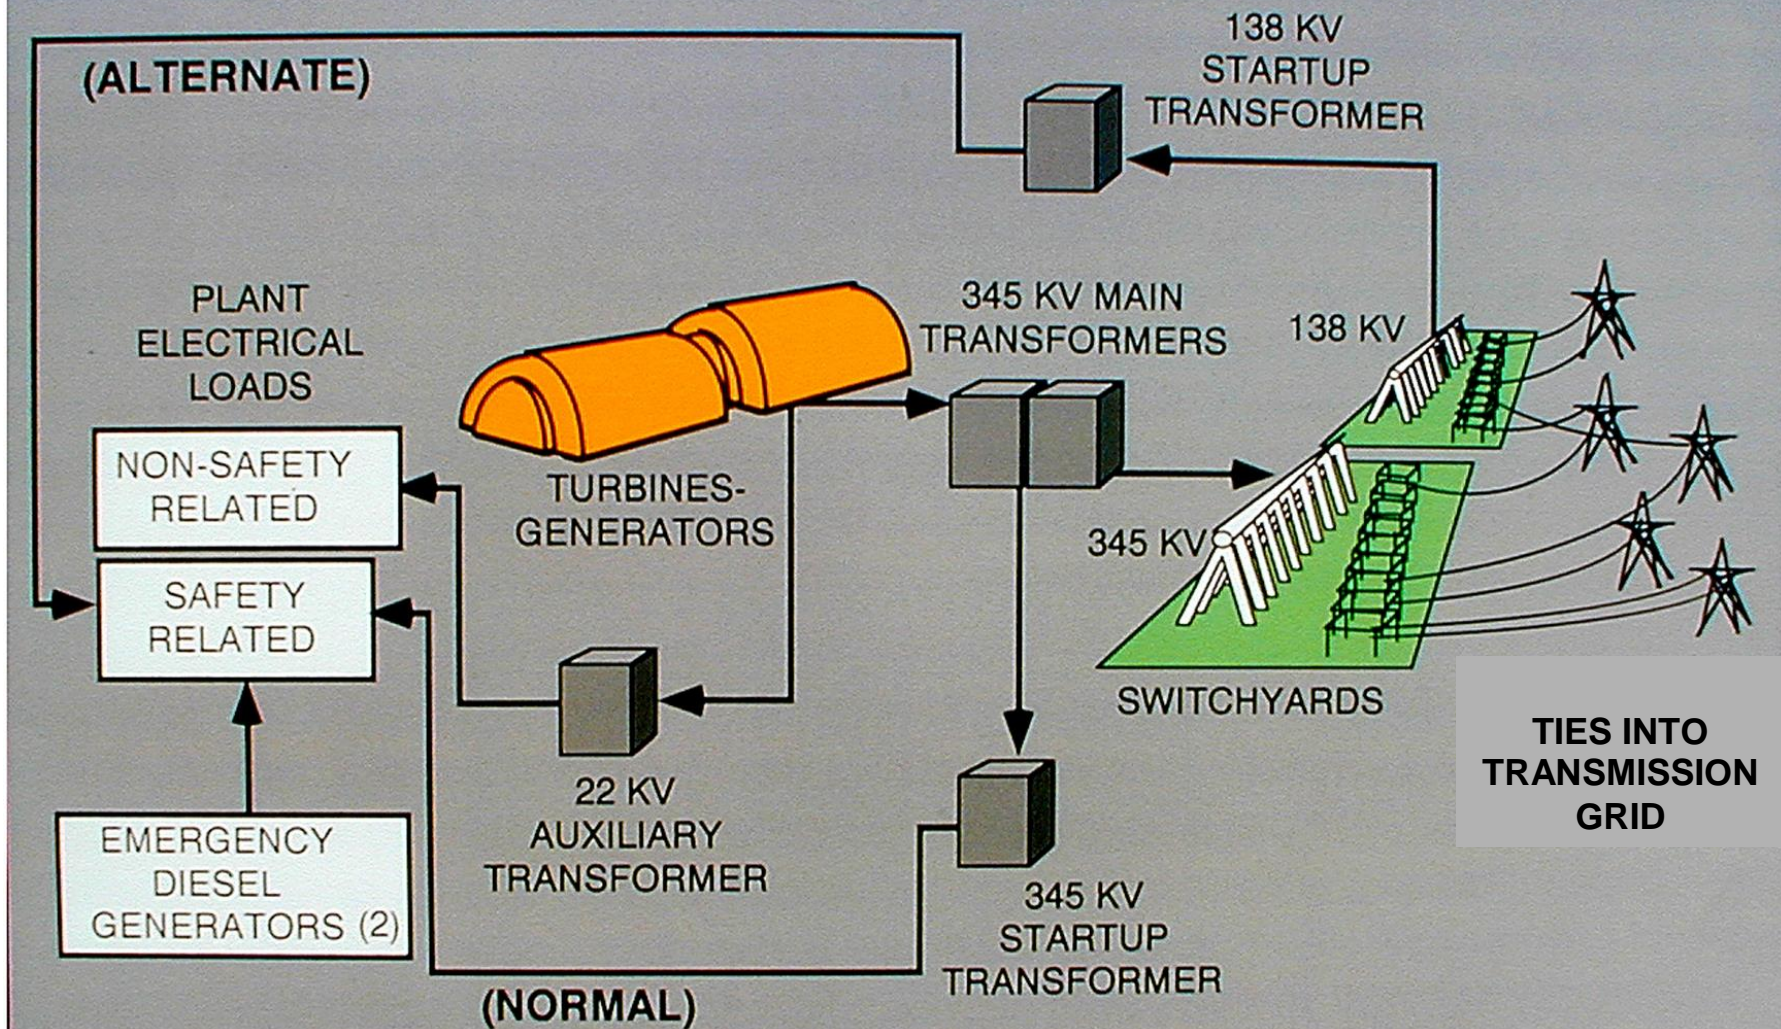 (ALTERNATE)
138 KV
STARTUP
TRANSFORMER
PLANT
ELECTRICAL
LOADS
345 KV MAIN
TRANSFORMERS
138 KV
NON-SAFETY
RELATED
TURBINES-
GENERATORS
345 KV
SAFETY
RELATED
SWITCHYARDS
TIES INTO
TRANSMISSION
GRID
22 KV
AUXILIARY
TRANSFORMER
EMERGENCY
DIESEL
GENERATORS (2)
345 KV
STARTUP
TRANSFORMER
(NORMAL)